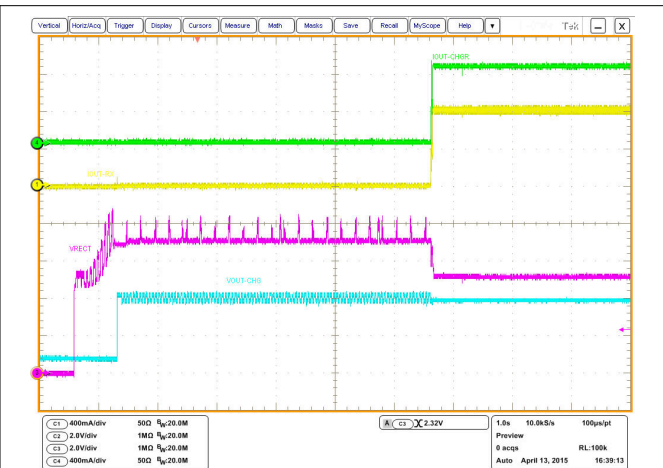 Vertical Horiz/Acq Trigger Display Cursors Measure Math Masks Save Recall MyScope Help Tek X
IOUT-CHGR
4
IOUT-RX
1
VRECT
VOUT-CHG
C1 400mA/div 50Ω BW:20.0M
C2 2.0V/div 1MΩ BW:20.0M
C3 2.0V/div 1MΩ BW:20.0M
C4 400mA/div 50Ω BW:20.0M
A C3 2.32V
1.0s 10.0kS/s 100µs/pt
Preview
0 acqs RL:100k
Auto April 13, 2015 16:39:13